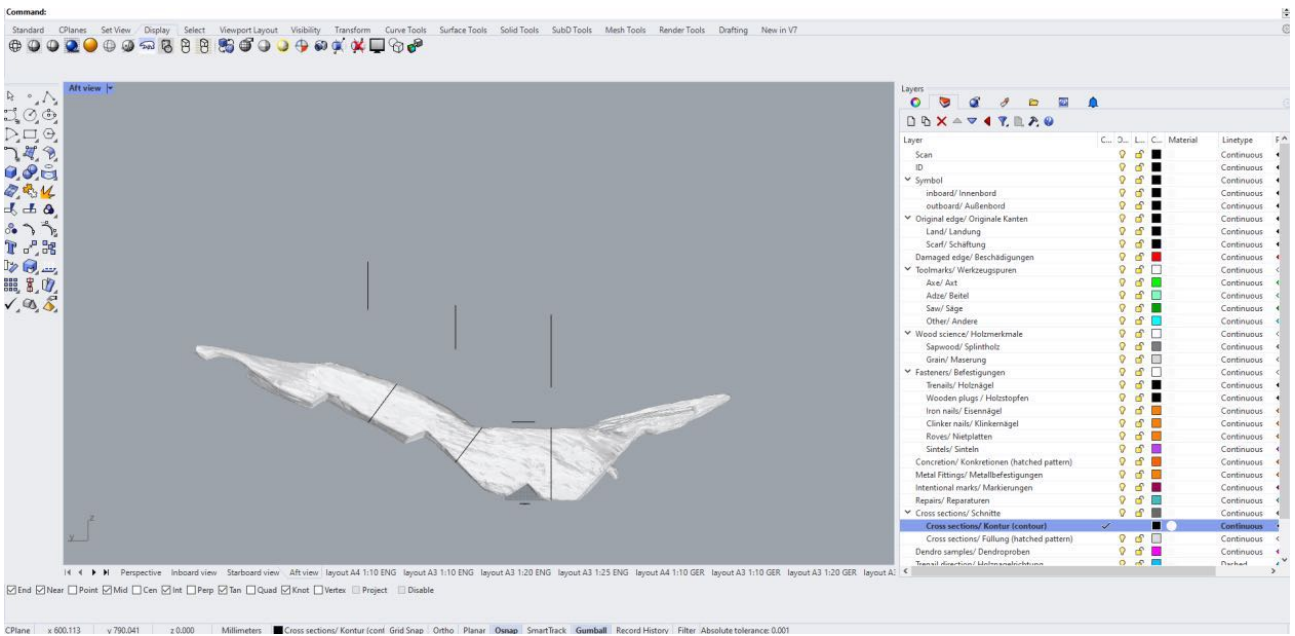 Command:
Standard CPlanes Set View Display Select Viewport Layout Visibility Transform Curve Tools Surface Tools Solid Tools SubD Tools Mesh Tools Render Tools Drafting New in V7
Aft view
Layers
Layer C... O... L... C... Material Linetype
Scan Continuous
ID Continuous
Symbol Continuous
inboard/ Innenbord Continuous
outboard/ Außenbord Continuous
Original edge/ Originale Kanten Continuous
Land/ Landung Continuous
Scarf/ Schäftung Continuous
Damaged edge/ Beschädigungen Continuous
Toolmarks/ Werkzeugspuren Continuous
Axe/ Axt Continuous
Adze/ Beitel Continuous
Saw/ Säge Continuous
Other/ Andere Continuous
Wood science/ Holzmerkmale Continuous
Sapwood/ Splintholz Continuous
Grain/ Maserung Continuous
Fasteners/ Befestigungen Continuous
Trenails/ Holznägel Continuous
Wooden plugs / Holzstopfen Continuous
Iron nails/ Eisennägel Continuous
Clinker nails/ Klinkernägel Continuous
Roves/ Nietplatten Continuous
Sintels/ Sinteln Continuous
Concretion/ Konkretionen (hatched pattern) Continuous
Metal Fittings/ Metallbefestigungen Continuous
Intentional marks/ Markierungen Continuous
Repairs/ Reparaturen Continuous
Cross sections/ Schnitte Continuous
Cross sections/ Kontur (contour) Continuous
Cross sections/ Füllung (hatched pattern) Continuous
Dendro samples/ Dendroproben Continuous
Dashed
z
y
Perspective Inboard view Starboard view Aft view layout A4 1:10 ENG layout A3 1:10 ENG layout A3 1:20 ENG layout A3 1:25 ENG layout A4 1:10 GER layout A3 1:10 GER layout A3 1:20 GER layout A3
End Near Point Mid Cen Int Perp Tan Quad Knot Vertex Project Disable
CPlane x 600.113 y 790.041 z 0.000 Millimeters Cross sections/ Kontur (cont Grid Snap Ortho Planar Osnap SmartTrack Gumball Record History Filter Absolute tolerance: 0.001